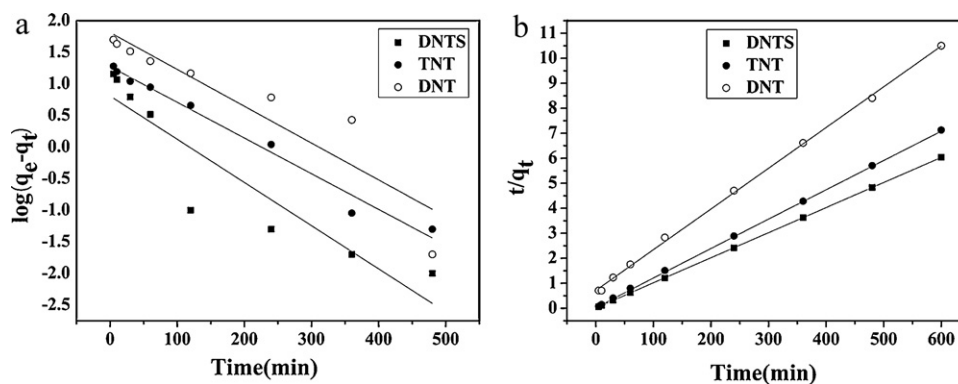 a
2.0
1.5
1.0
0.5
0.0
-0.5
-1.0
-1.5
-2.0
-2.5
log(qe-qt)
DNTS
TNT
DNT
0 100 200 300 400 500
Time(min)
b
11
10
9
8
7
6
5
4
3
2
1
0
t/qt
DNTS
TNT
DNT
0 100 200 300 400 500 600
Time(min)